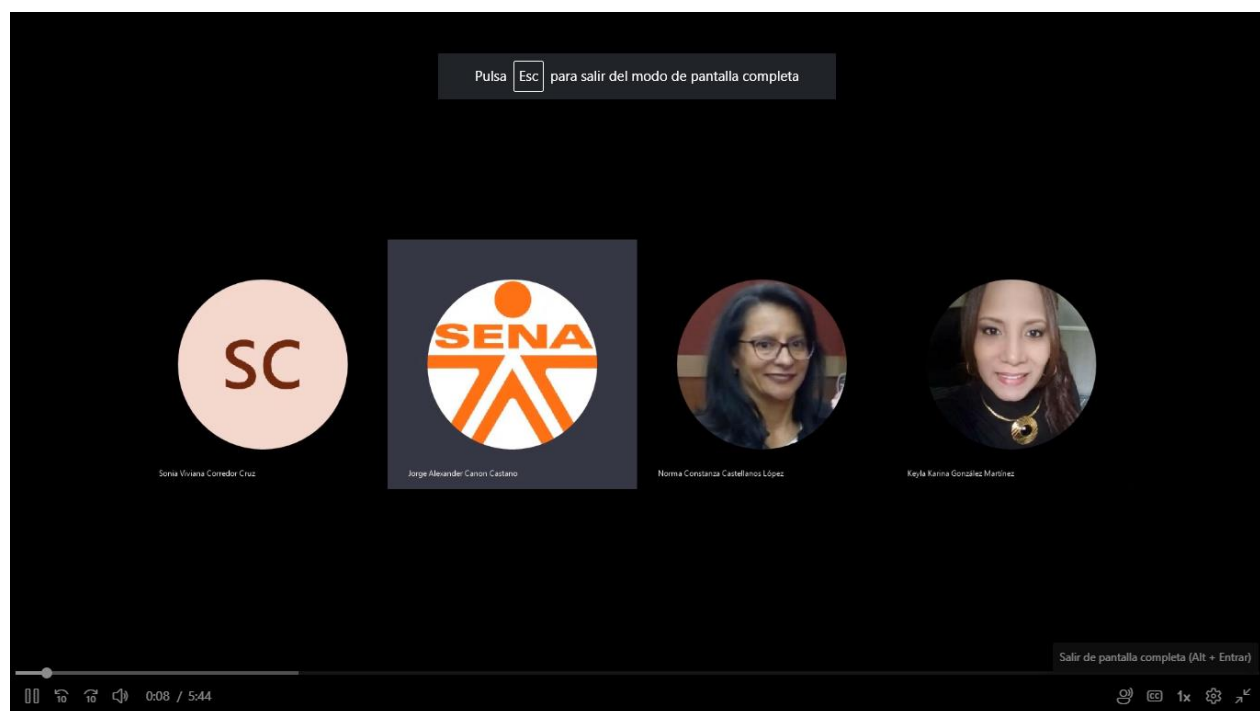 Pulsa Esc para salir del modo de pantalla completa
SC
SENA
Sonia Viviana Corredor Cruz
Jorge Alexander Canon Castano
Norma Constanza Castellanos López
Keyla Karina González Martínez
Salir de pantalla completa (Alt + Entrar)
10 10 0:08 / 5:44 CC 1x